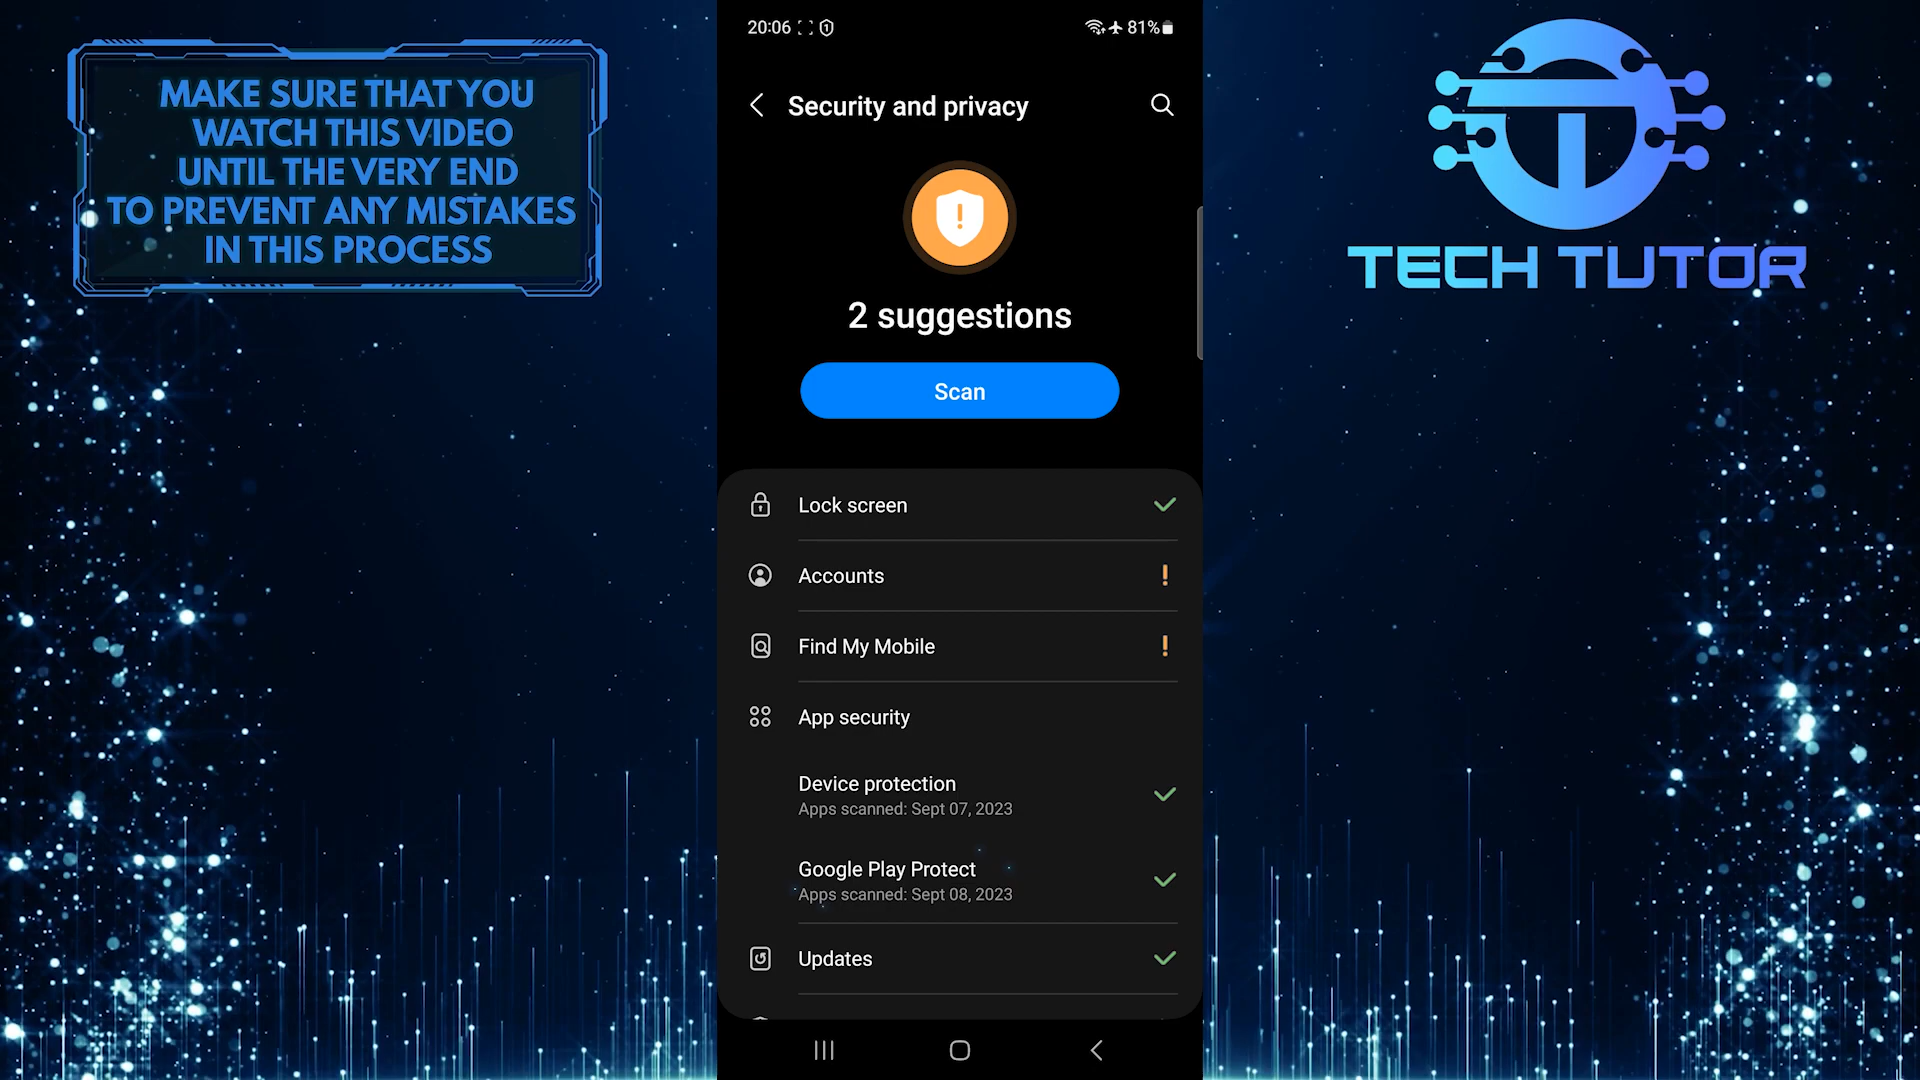 MAKE SURE THAT YOU
WATCH THIS VIDEO
UNTIL THE VERY END
TO PREVENT ANY MISTAKES
IN THIS PROCESS
20:06
81%
Security and privacy
2 suggestions
Scan
Lock screen
Accounts
Find My Mobile
App security
Device protection
Apps scanned: Sept 07, 2023
Google Play Protect
Apps scanned: Sept 08, 2023
Updates
TECH TUTOR